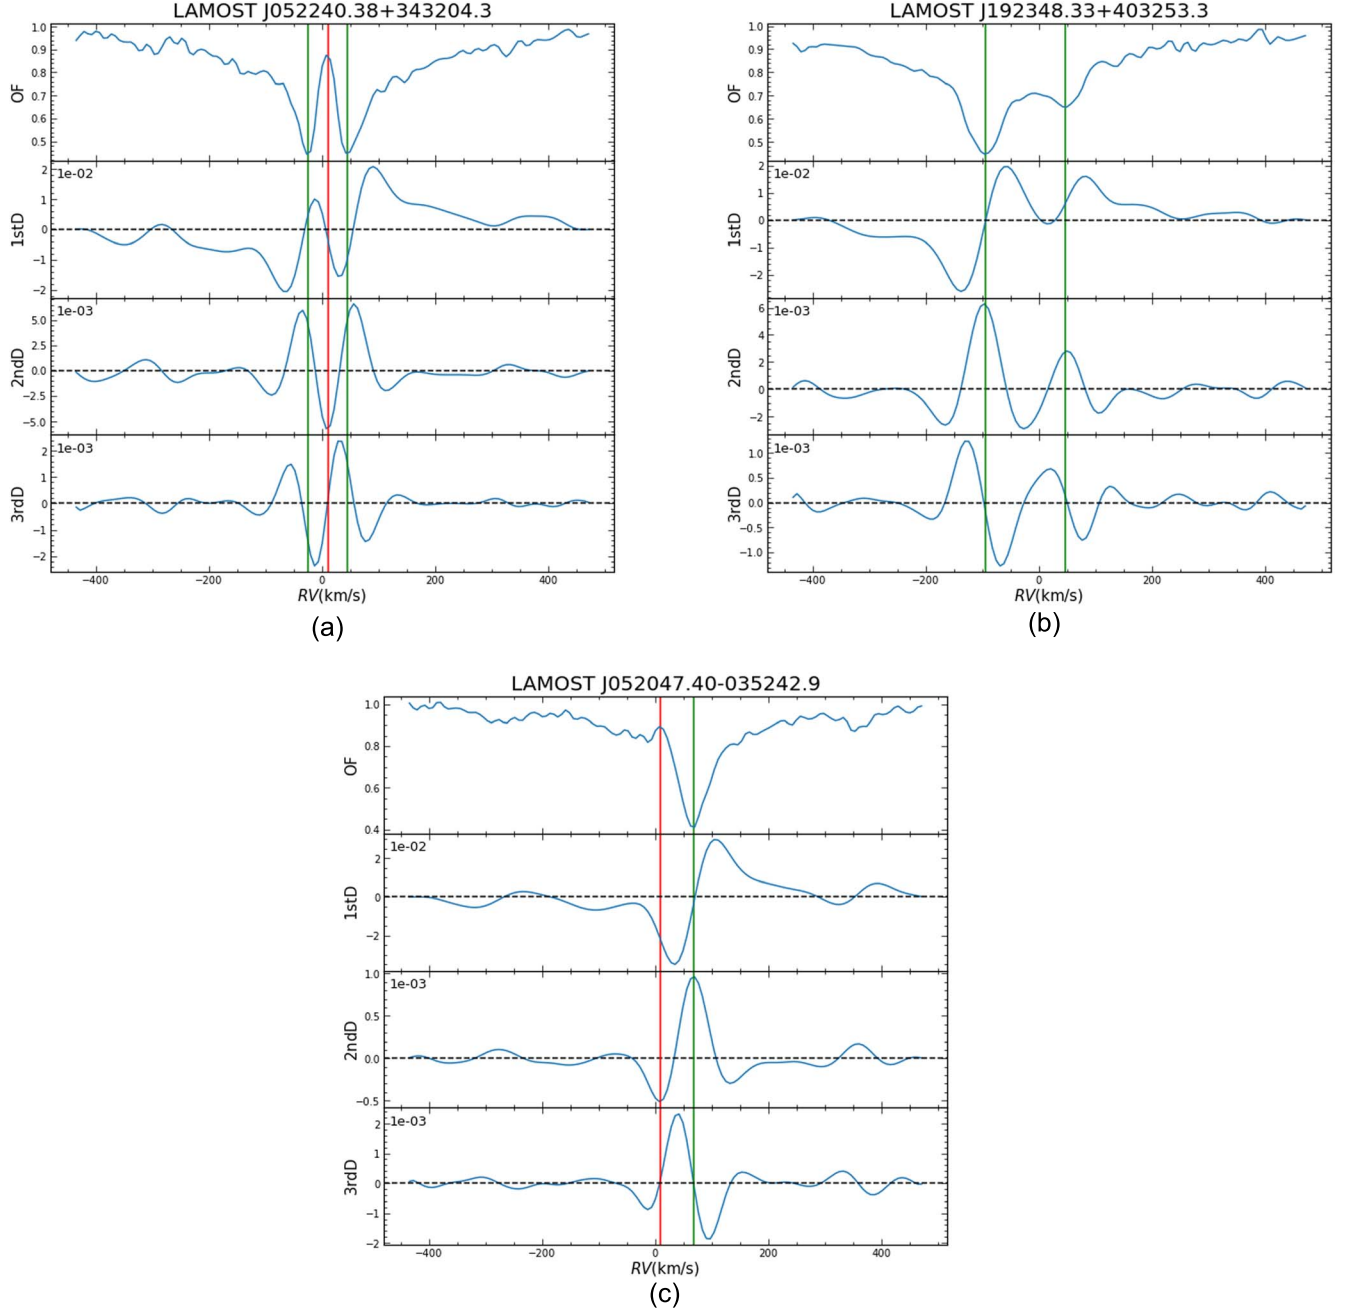 LAMOST J052240.38+343204.3
1.0
0.9
0.8
0.7
0.6
0.5
OF
1e-02
2
1
0
−1
−2
1stD
1e-03
5.0
2.5
0.0
−2.5
−5.0
2ndD
1e-03
2
1
0
−1
−2
3rdD
−400 −200 0 200 400
RV(km/s)
(a)
LAMOST J192348.33+403253.3
1.0
0.9
0.8
0.7
0.6
0.5
OF
1e-02
2
1
0
−1
−2
1stD
1e-03
6
4
2
0
−2
2ndD
1e-03
1.0
0.5
0.0
−0.5
−1.0
3rdD
−400 −200 0 200 400
RV(km/s)
(b)
LAMOST J052047.40-035242.9
1.0
0.8
0.6
0.4
OF
1e-02
2
0
−2
1stD
1e-03
1.0
0.5
0.0
−0.5
2ndD
1e-03
2
1
0
−1
−2
3rdD
−400 −200 0 200 400
RV(km/s)
(c)